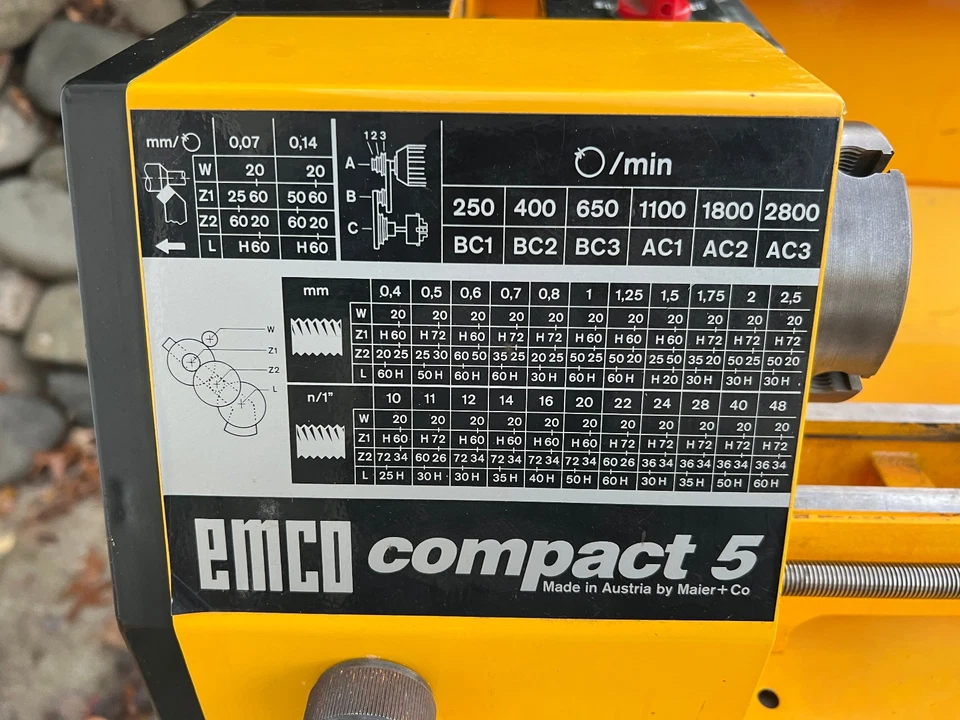 mm/ 0,07 0,14
W 20 20
Z1 25 60 50 60
Z2 60 20 60 20
L H 60 H 60
1 2 3
A
B
C
/min
250 400 650 1100 1800 2800
BC1 BC2 BC3 AC1 AC2 AC3
W
Z1
Z2
L
mm 0,4 0,5 0,6 0,7 0,8 1 1,25 1,5 1,75 2 2,5
W 20 20 20 20 20 20 20 20 20 20 20
Z1 H 60 H 72 H 60 H 72 H 72 H 60 H 60 H 60 H 72 H 72 H 72
Z2 20 25 25 30 60 50 35 25 20 25 50 25 50 20 25 50 35 20 50 25 50 20
L 60 H 50 H 60 H 60 H 30 H 60 H 60 H H 20 30 H 30 H 30 H
n/1" 10 11 12 14 16 20 22 24 28 40 48
W 20 20 20 20 20 20 20 20 20 20 20
Z1 H 60 H 72 H 60 H 60 H 60 H 60 H 72 H 72 H 72 H 72 H 72
Z2 72 34 60 26 72 34 72 34 72 34 72 34 60 26 36 34 36 34 36 34 36 34
L 25 H 30 H 30 H 35 H 40 H 50 H 60 H 30 H 35 H 50 H 60 H
emco compact 5
Made in Austria by Maier+Co